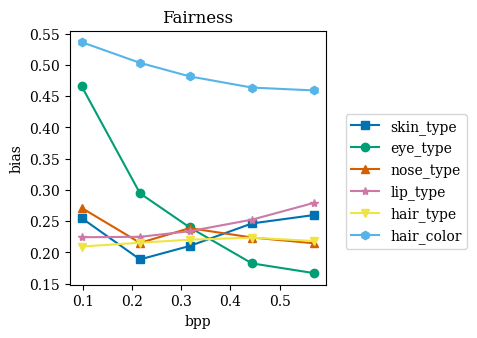 Fairness
bias
0.55
0.50
0.45
0.40
0.35
0.30
0.25
0.20
0.15
0.1
0.2
0.3
0.4
0.5
bpp
skin_type
eye_type
nose_type
lip_type
hair_type
hair_color